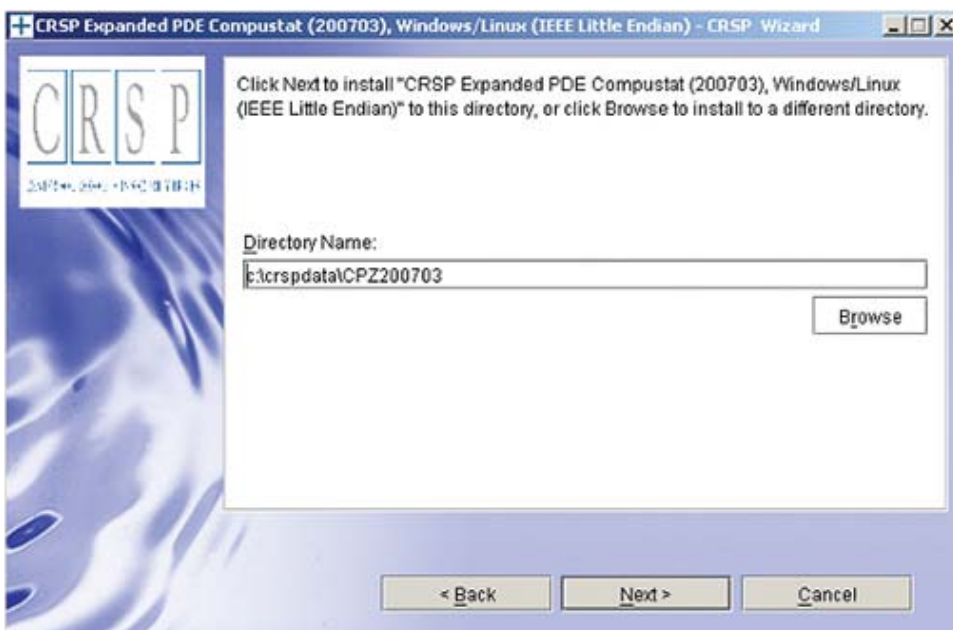 CRSP Expanded PDE Compustat (200703), Windows/Linux (IEEE Little Endian) - CRSP Wizard
CRSP
Click Next to install "CRSP Expanded PDE Compustat (200703), Windows/Linux
(IEEE Little Endian)" to this directory, or click Browse to install to a different directory.
Directory Name:
c:\crspdata\CPZ200703
Browse
< Back
Next >
Cancel